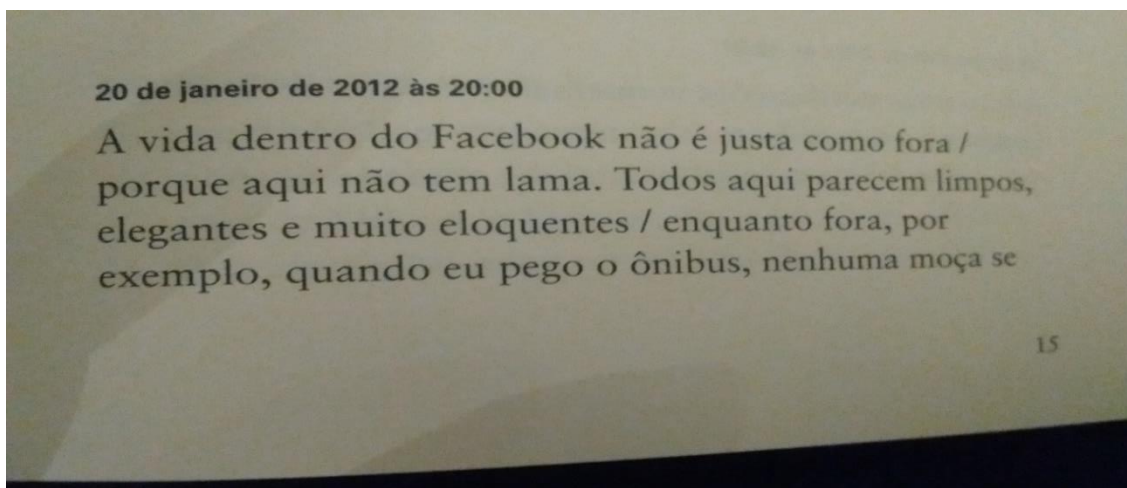 20 de janeiro de 2012 às 20:00
A vida dentro do Facebook não é justa como fora /
porque aqui não tem lama. Todos aqui parecem limpos,
elegantes e muito eloquentes / enquanto fora, por
exemplo, quando eu pego o ônibus, nenhuma moça se
15